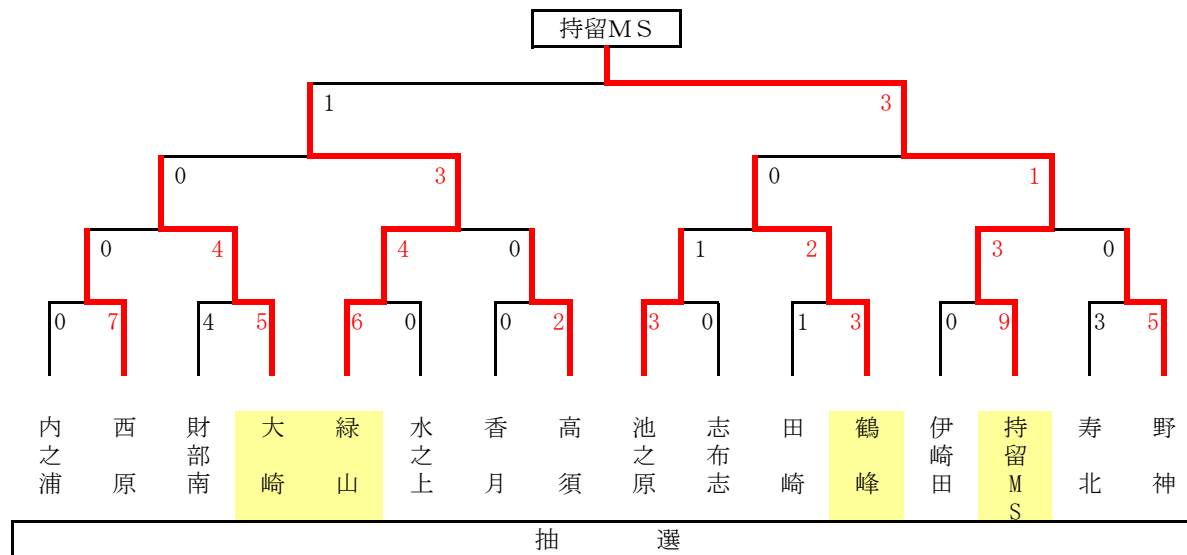 持留ＭＳ
1 3
0 3 0 1
0 4 4 0 1 2 3 0
0 7 4 5 6 0 0 2 3 0 1 3 0 9 3 5
内之浦 西原 財部南 大崎 緑山 水之上 香月 高須 池之原 志布志 田崎 鶴峰 伊崎田 持留MS 寿北 野神
抽選